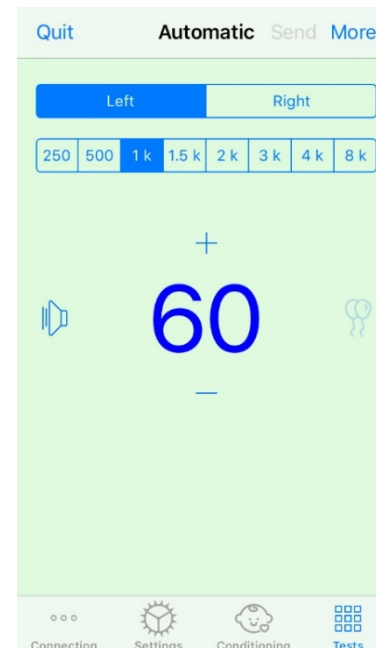 Quit Automatic Send More
Left Right
250 500 1 k 1.5 k 2 k 3 k 4 k 8 k
+
60
—
Connection Settings Conditioning Tests